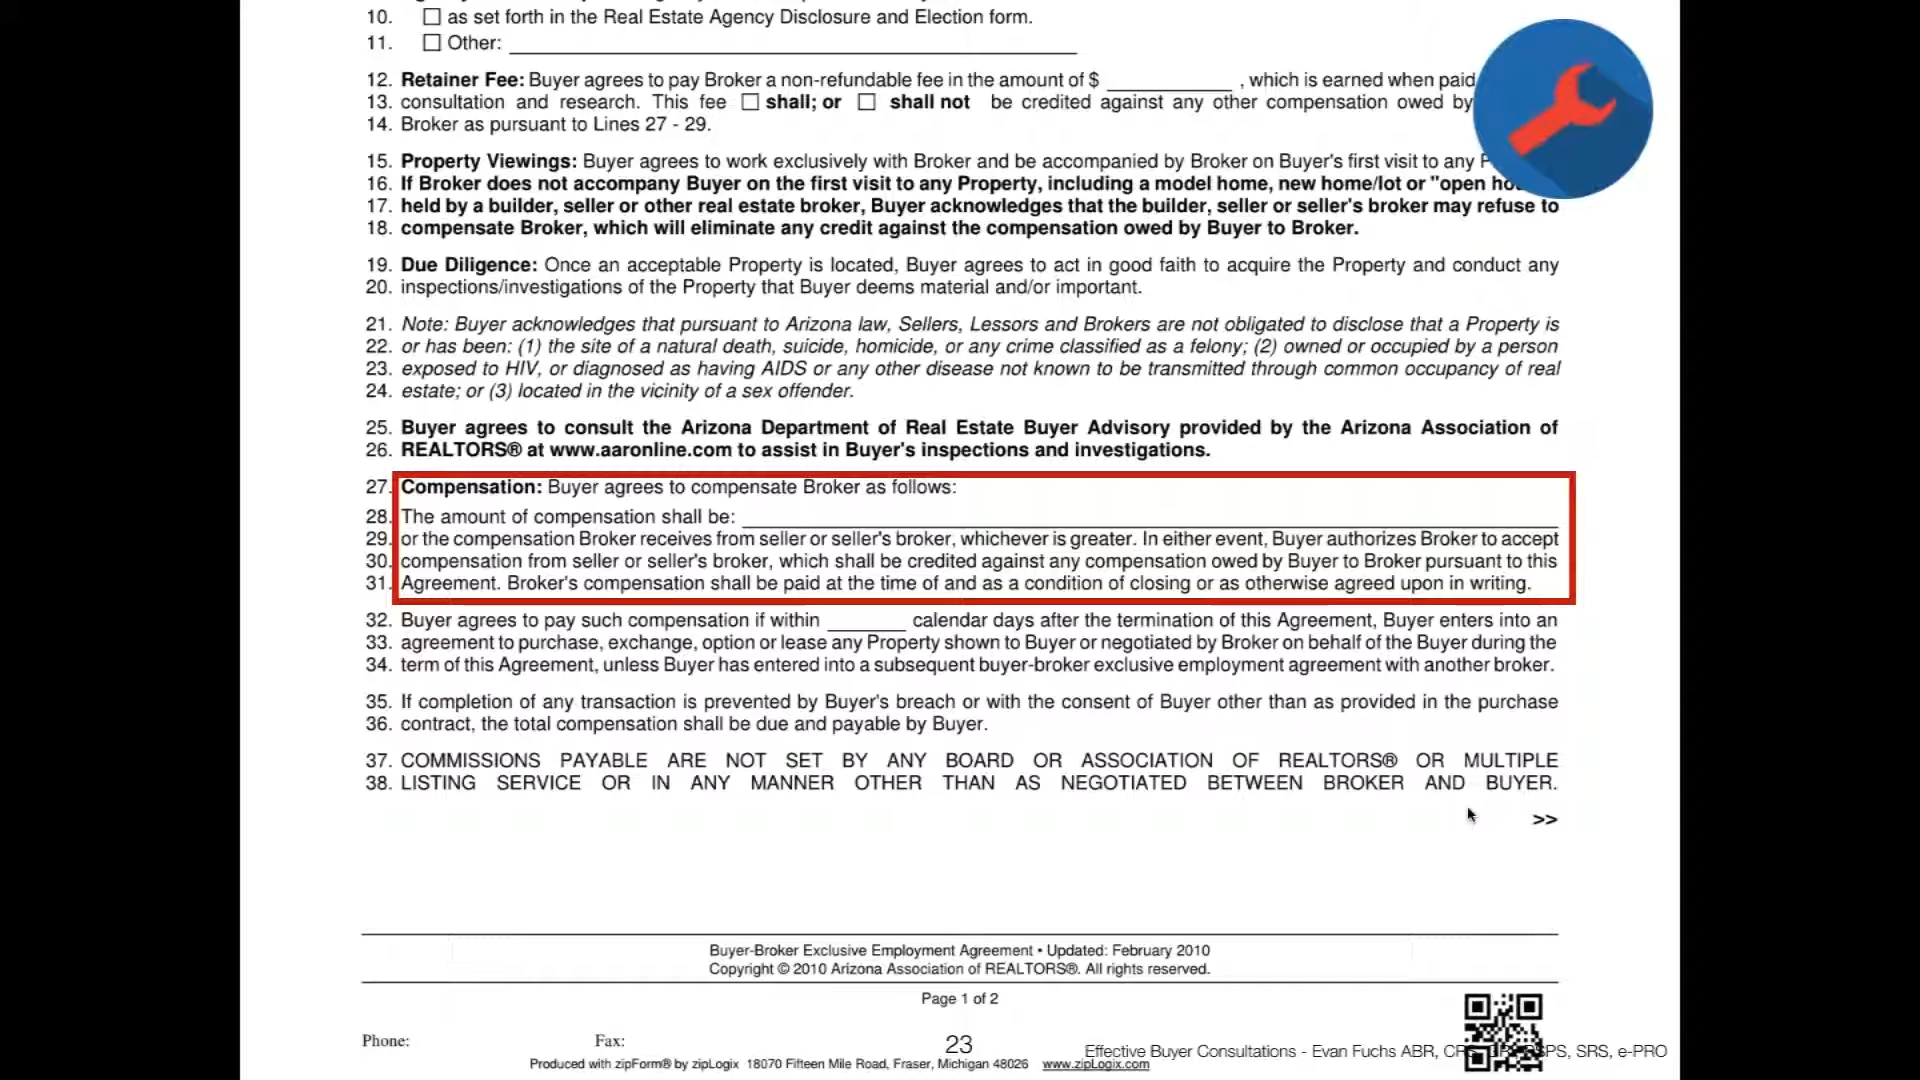 10. ☐ as set forth in the Real Estate Agency Disclosure and Election form.
11. ☐ Other:
12. Retainer Fee: Buyer agrees to pay Broker a non-refundable fee in the amount of $ , which is earned when paid
13. consultation and research. This fee ☐ shall; or ☐ shall not be credited against any other compensation owed by
14. Broker as pursuant to Lines 27 - 29.
15. Property Viewings: Buyer agrees to work exclusively with Broker and be accompanied by Broker on Buyer's first visit to any
16. If Broker does not accompany Buyer on the first visit to any Property, including a model home, new home/lot or "open
17. held by a builder, seller or other real estate broker, Buyer acknowledges that the builder, seller or seller's broker may refuse to
18. compensate Broker, which will eliminate any credit against the compensation owed by Buyer to Broker.
19. Due Diligence: Once an acceptable Property is located, Buyer agrees to act in good faith to acquire the Property and conduct any
20. inspections/investigations of the Property that Buyer deems material and/or important.
21. Note: Buyer acknowledges that pursuant to Arizona law, Sellers, Lessors and Brokers are not obligated to disclose that a Property is
22. or has been: (1) the site of a natural death, suicide, homicide, or any crime classified as a felony; (2) owned or occupied by a person
23. exposed to HIV, or diagnosed as having AIDS or any other disease not known to be transmitted through common occupancy of real
24. estate; or (3) located in the vicinity of a sex offender.
25. Buyer agrees to consult the Arizona Department of Real Estate Buyer Advisory provided by the Arizona Association of
26. REALTORS® at www.aaronline.com to assist in Buyer's inspections and investigations.
27. Compensation: Buyer agrees to compensate Broker as follows:
28. The amount of compensation shall be:
29. or the compensation Broker receives from seller or seller's broker, whichever is greater. In either event, Buyer authorizes Broker to accept
30. compensation from seller or seller's broker, which shall be credited against any compensation owed by Buyer to Broker pursuant to this
31. Agreement. Broker's compensation shall be paid at the time of and as a condition of closing or as otherwise agreed upon in writing.
32. Buyer agrees to pay such compensation if within calendar days after the termination of this Agreement, Buyer enters into an
33. agreement to purchase, exchange, option or lease any Property shown to Buyer or negotiated by Broker on behalf of the Buyer during the
34. term of this Agreement, unless Buyer has entered into a subsequent buyer-broker exclusive employment agreement with another broker.
35. If completion of any transaction is prevented by Buyer's breach or with the consent of Buyer other than as provided in the purchase
36. contract, the total compensation shall be due and payable by Buyer.
37. COMMISSIONS PAYABLE ARE NOT SET BY ANY BOARD OR ASSOCIATION OF REALTORS® OR MULTIPLE
38. LISTING SERVICE OR IN ANY MANNER OTHER THAN AS NEGOTIATED BETWEEN BROKER AND BUYER.
>>
Buyer-Broker Exclusive Employment Agreement • Updated: February 2010
Copyright © 2010 Arizona Association of REALTORS®. All rights reserved.
Page 1 of 2
Phone: Fax:
23
Effective Buyer Consultations - Evan Fuchs ABR, SRS, e-PRO
Produced with zipForm® by zipLogix 18070 Fifteen Mile Road, Fraser, Michigan 48026 www.zipLogix.com